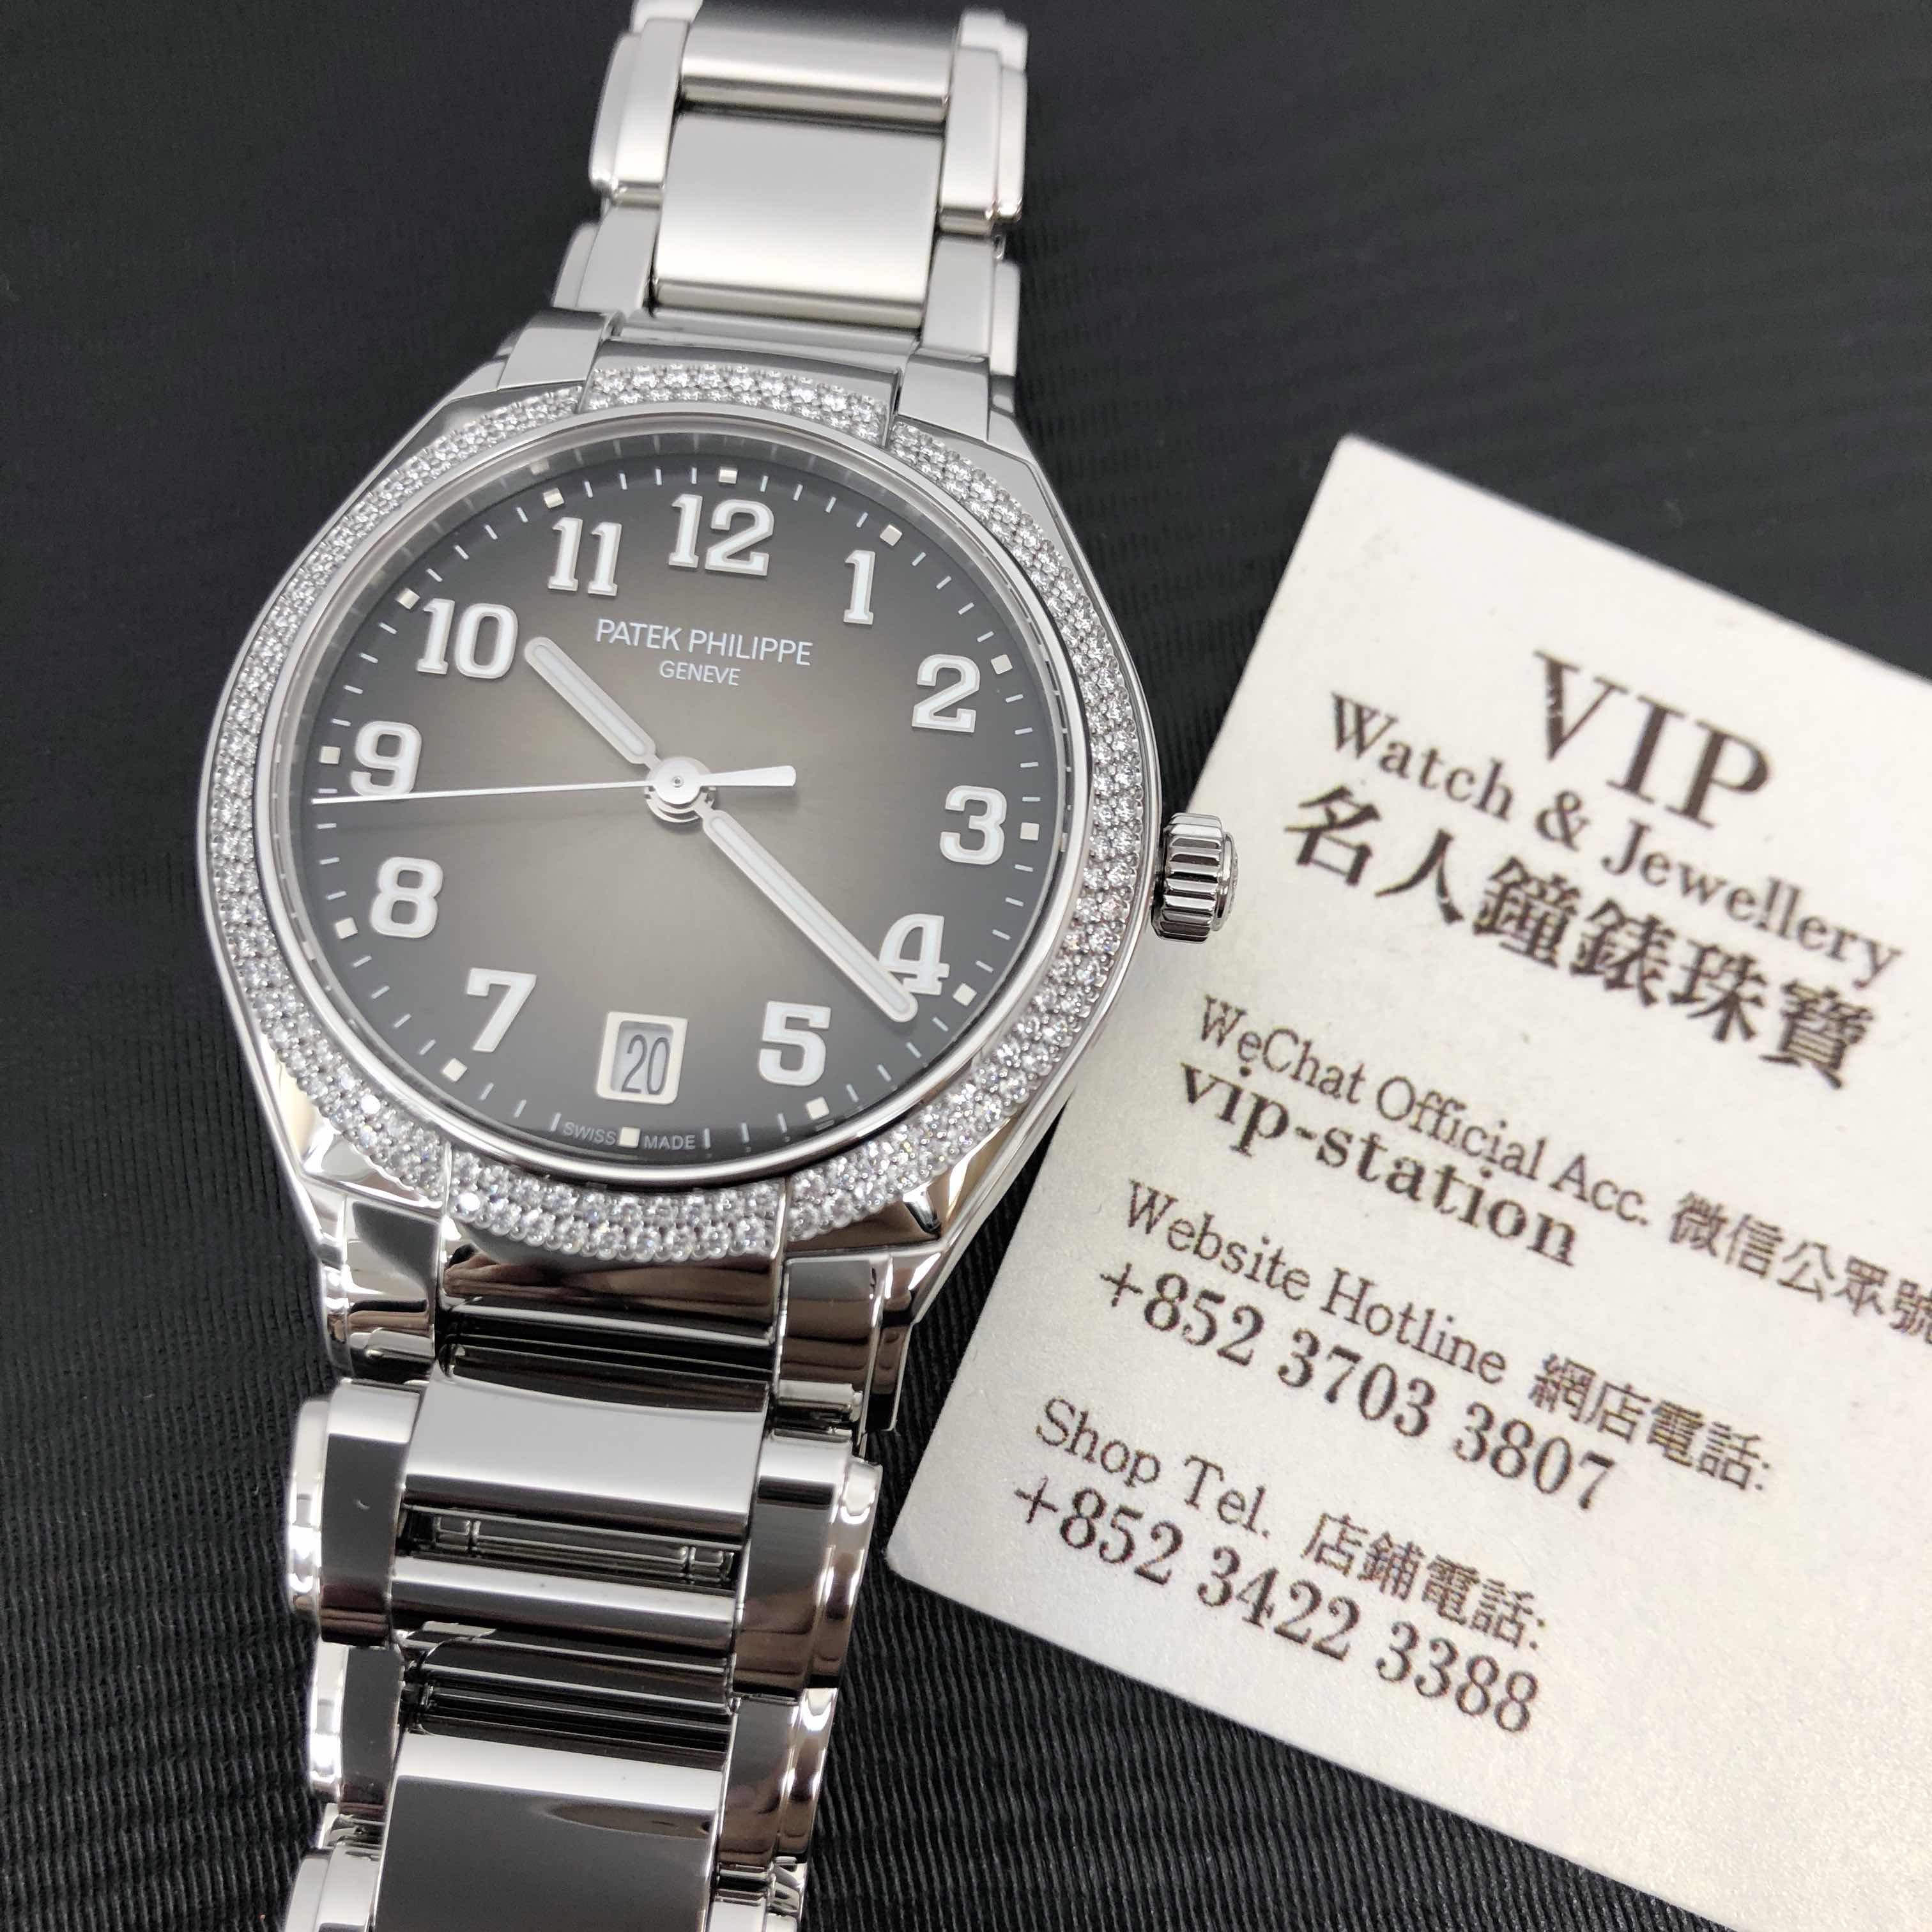 12
11
1
10
PATEK PHILIPPE
GENEVE
2
9
3
8
4
7
20
5
SWISS MADE
VIP
Watch & Jewellery
名人鐘錶珠寶
WeChat Official Acc. 微信公眾號
vip-station
Website Hotline 網店電話:
+852 3703 3807
Shop Tel. 店鋪電話:
+852 3422 3388